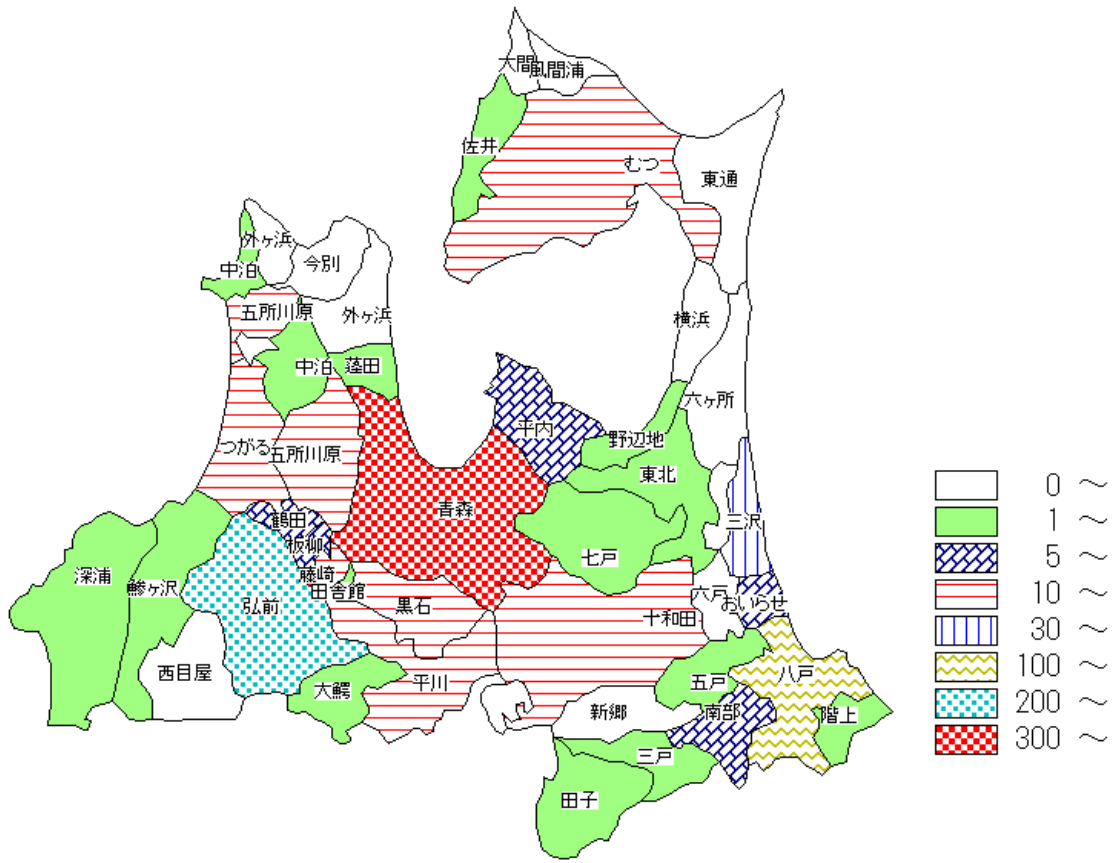 大間
風間浦
佐井
むつ
東通
外ヶ浜
今別
中泊
五所川原
外ヶ浜
横浜
中泊
蓬田
六ヶ所
平内
野辺地
つがる
五所川原
東北
青森
鶴田
三沢
板柳
七戸
深浦
鰺ヶ沢
藤崎
田舎館
弘前
黒石
六戸
おいらせ
十和田
西目屋
大鰐
平川
五戸
八戸
新郷
南部
階上
三戸
田子
0 ～
1 ～
5 ～
10 ～
30 ～
100 ～
200 ～
300 ～